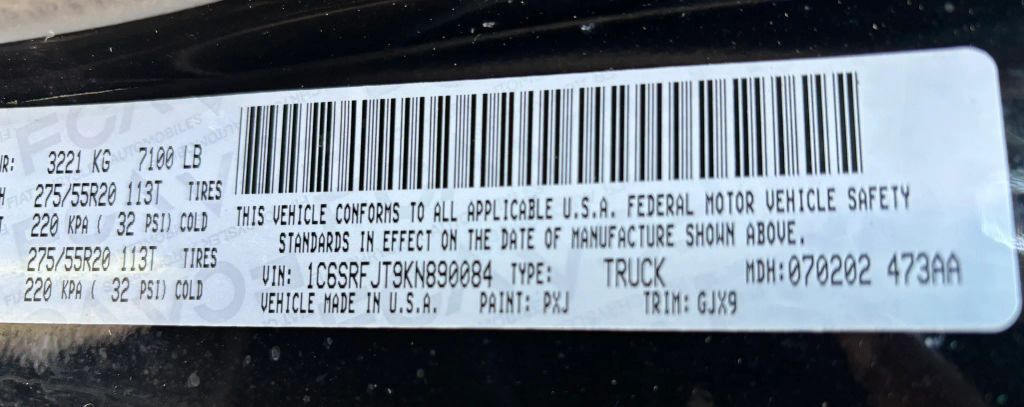 WR: 3221 KG 7100 LB
H 275/55R20 113T TIRES
T 220 KPA ( 32 PSI) COLD
275/55R20 113T TIRES
220 KPA ( 32 PSI) COLD
THIS VEHICLE CONFORMS TO ALL APPLICABLE U.S.A. FEDERAL MOTOR VEHICLE SAFETY
STANDARDS IN EFFECT ON THE DATE OF MANUFACTURE SHOWN ABOVE.
VIN: 1C6SRFJT9KN890084 TYPE: TRUCK MDH:070202 473AA
VEHICLE MADE IN U.S.A. PAINT: PXJ TRIM: GJX9